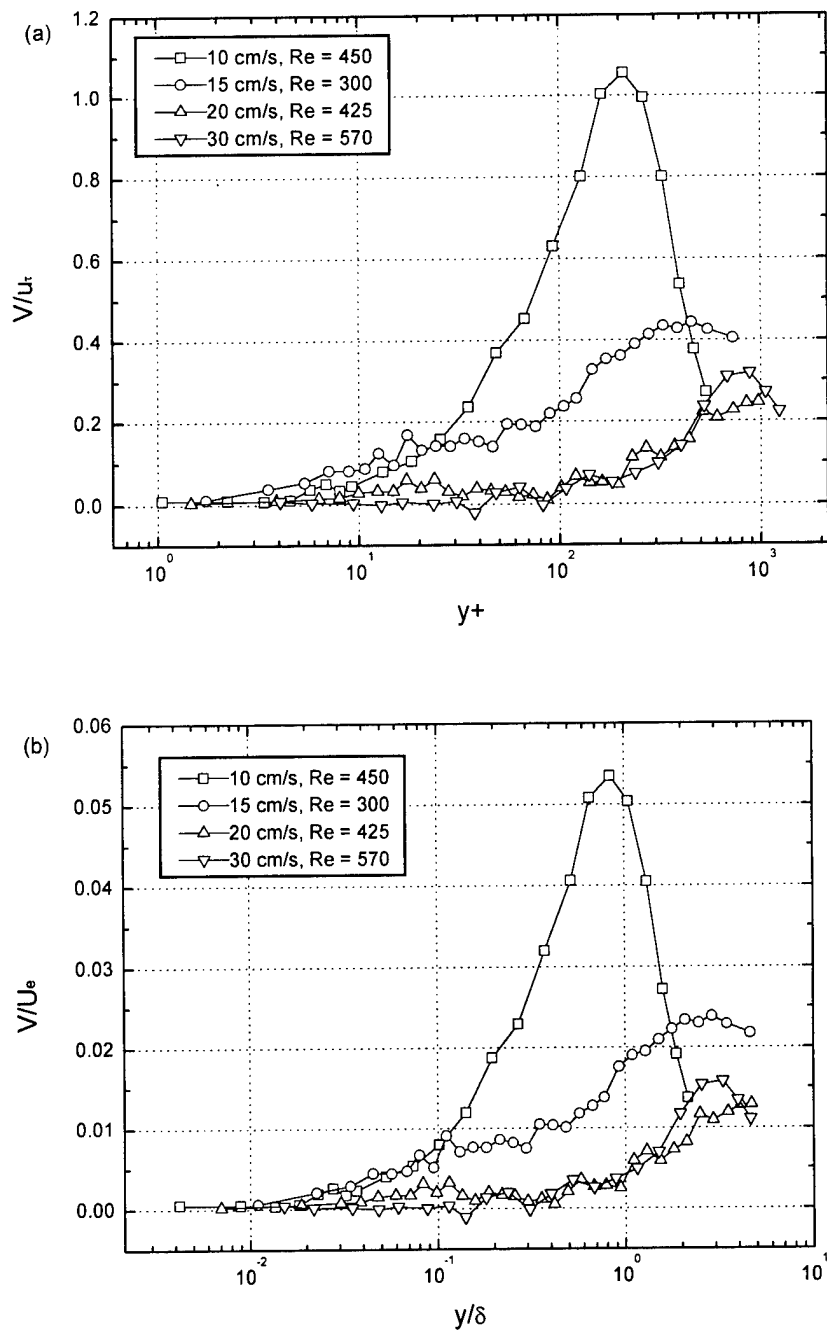 (a)
10 cm/s, Re = 450
15 cm/s, Re = 300
20 cm/s, Re = 425
30 cm/s, Re = 570
1.2
1.0
0.8
0.6
0.4
0.2
0.0
V/uτ
10⁰
10¹
10²
10³
y+
(b)
10 cm/s, Re = 450
15 cm/s, Re = 300
20 cm/s, Re = 425
30 cm/s, Re = 570
0.06
0.05
0.04
0.03
0.02
0.01
0.00
V/Uₑ
10⁻²
10⁻¹
10⁰
10¹
y/δ